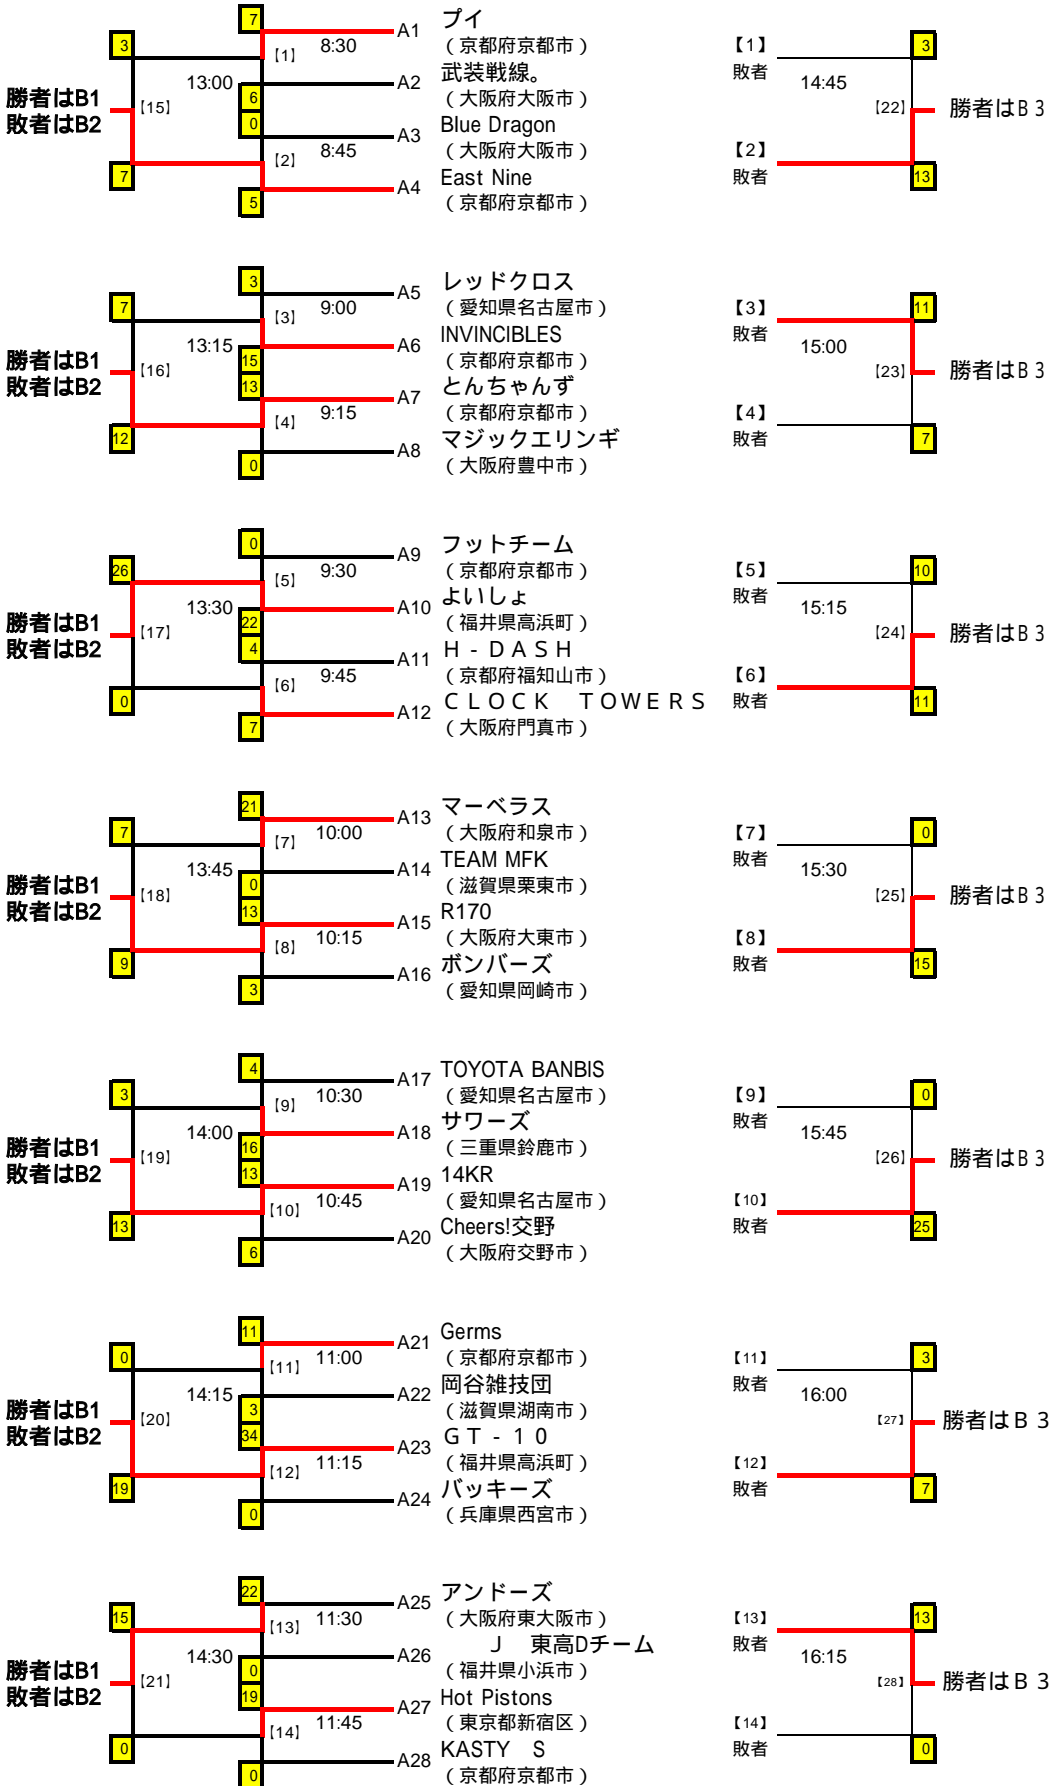 7
プイ
A1
8:30
（京都府京都市）
3
［1］
武装戦線。
13:00
A2
6
（大阪府大阪市）
勝者はB1
［15］
敗者はB2
0
Blue Dragon
A3
（大阪府大阪市）
［2］
8:45
7
East Nine
A4
5
（京都府京都市）
【1】
敗者
3
14:45
［22］
勝者はB３
【2】
敗者
13
3
レッドクロス
A5
9:00
（愛知県名古屋市）
7
［3］
INVINCIBLES
13:15
A6
15
（京都府京都市）
勝者はB1
［16］
敗者はB2
13
とんちゃんず
A7
9:15
（京都府京都市）
［4］
12
マジックエリンギ
A8
0
（大阪府豊中市）
【3】
敗者
11
15:00
［23］
勝者はB３
【4】
敗者
7
0
フットチーム
A9
9:30
（京都府京都市）
26
［5］
よいしょ
13:30
A10
22
（福井県高浜町）
勝者はB1
［17］
敗者はB2
4
Ｈ‐ＤＡＳＨ
A11
9:45
（京都府福知山市）
［6］
0
ＣＬＯＣＫ　ＴＯＷＥＲＳ
A12
7
（大阪府門真市）
【5】
敗者
10
15:15
［24］
勝者はB３
【6】
敗者
11
21
マーベラス
A13
10:00
（大阪府和泉市）
7
［7］
TEAM MFK
13:45
A14
0
（滋賀県栗東市）
勝者はB1
［18］
敗者はB2
13
R170
A15
10:15
（大阪府大東市）
［8］
9
ボンバーズ
A16
3
（愛知県岡崎市）
【7】
敗者
0
15:30
［25］
勝者はB３
【8】
敗者
15
4
TOYOTA BANBIS
A17
10:30
（愛知県名古屋市）
3
［9］
サワーズ
14:00
A18
16
（三重県鈴鹿市）
勝者はB1
［19］
敗者はB2
13
14KR
A19
10:45
（愛知県名古屋市）
［10］
13
Cheers!交野
A20
6
（大阪府交野市）
【9】
敗者
0
15:45
［26］
勝者はB３
【10】
敗者
25
11
Germs
A21
11:00
（京都府京都市）
0
［11］
岡谷雑技団
14:15
A22
3
（滋賀県湖南市）
勝者はB1
［20］
敗者はB2
34
ＧＴ‐１０
A23
11:15
（福井県高浜町）
［12］
19
バッキーズ
A24
0
（兵庫県西宮市）
【11】
敗者
3
16:00
［27］
勝者はＢ３
【12】
敗者
7
22
アンドーズ
A25
11:30
（大阪府東大阪市）
15
［13］
Ｊ　東高Dチーム
14:30
A26
0
（福井県小浜市）
勝者はB1
［21］
敗者はB2
19
Hot Pistons
A27
11:45
（東京都新宿区）
［14］
0
KASTY　S
A28
0
（京都府京都市）
【13】
敗者
13
16:15
［28］
勝者はＢ３
【14】
敗者
0